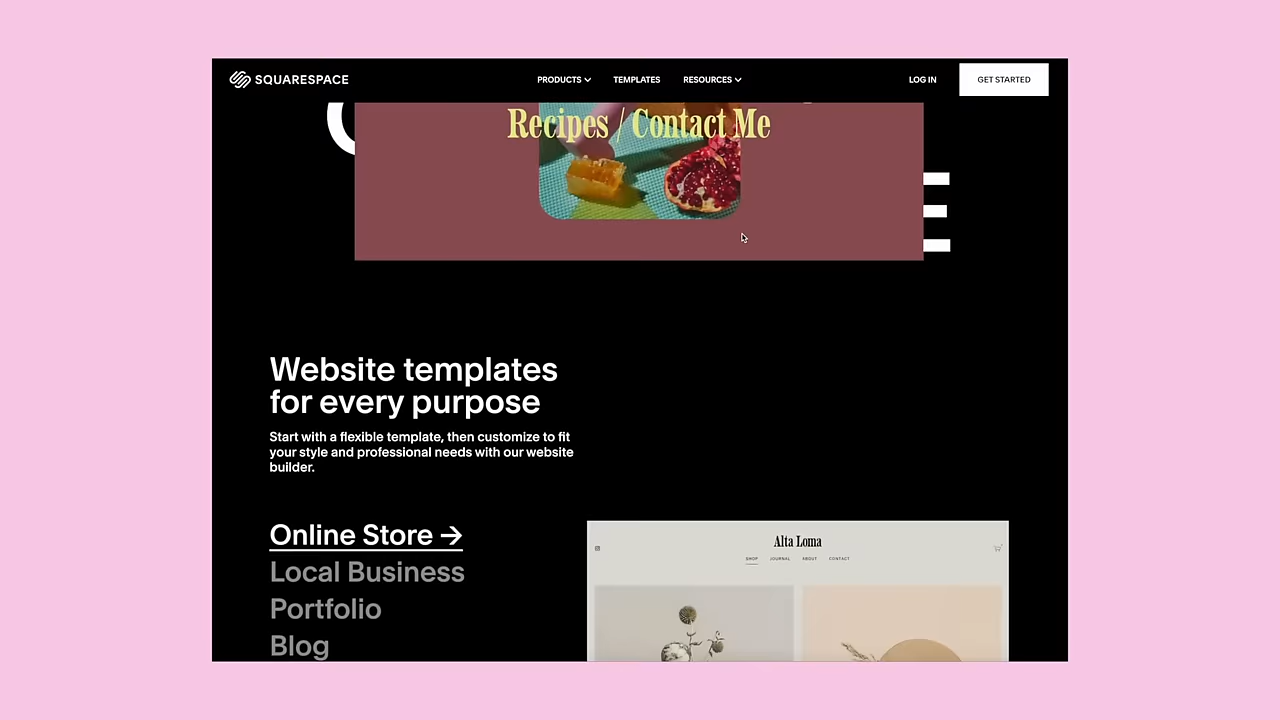 SQUARESPACE
PRODUCTS
TEMPLATES
RESOURCES
LOG IN
GET STARTED
Recipes / Contact Me
Website templates
for every purpose
Start with a flexible template, then customize to fit
your style and professional needs with our website
builder.
Online Store →
Local Business
Portfolio
Blog
Alta Loma
SHOP
JOURNAL
ABOUT
CONTACT